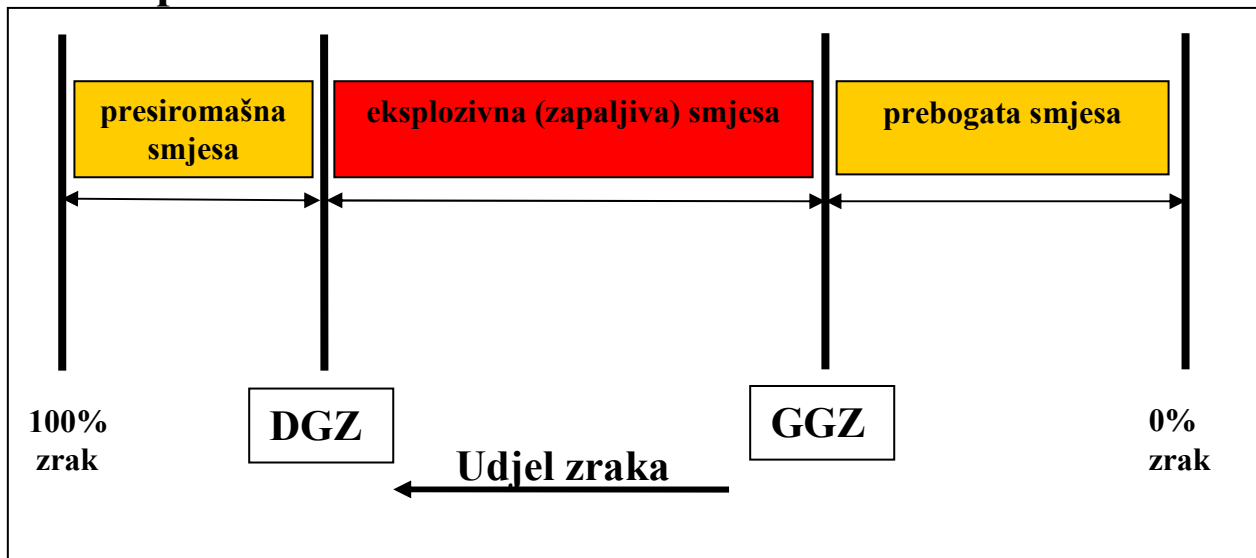 presiromašna
smjesa
eksplozivna (zapaljiva) smjesa
prebogata smjesa
100%
zrak
DGZ
GGZ
0%
zrak
Udjel zraka